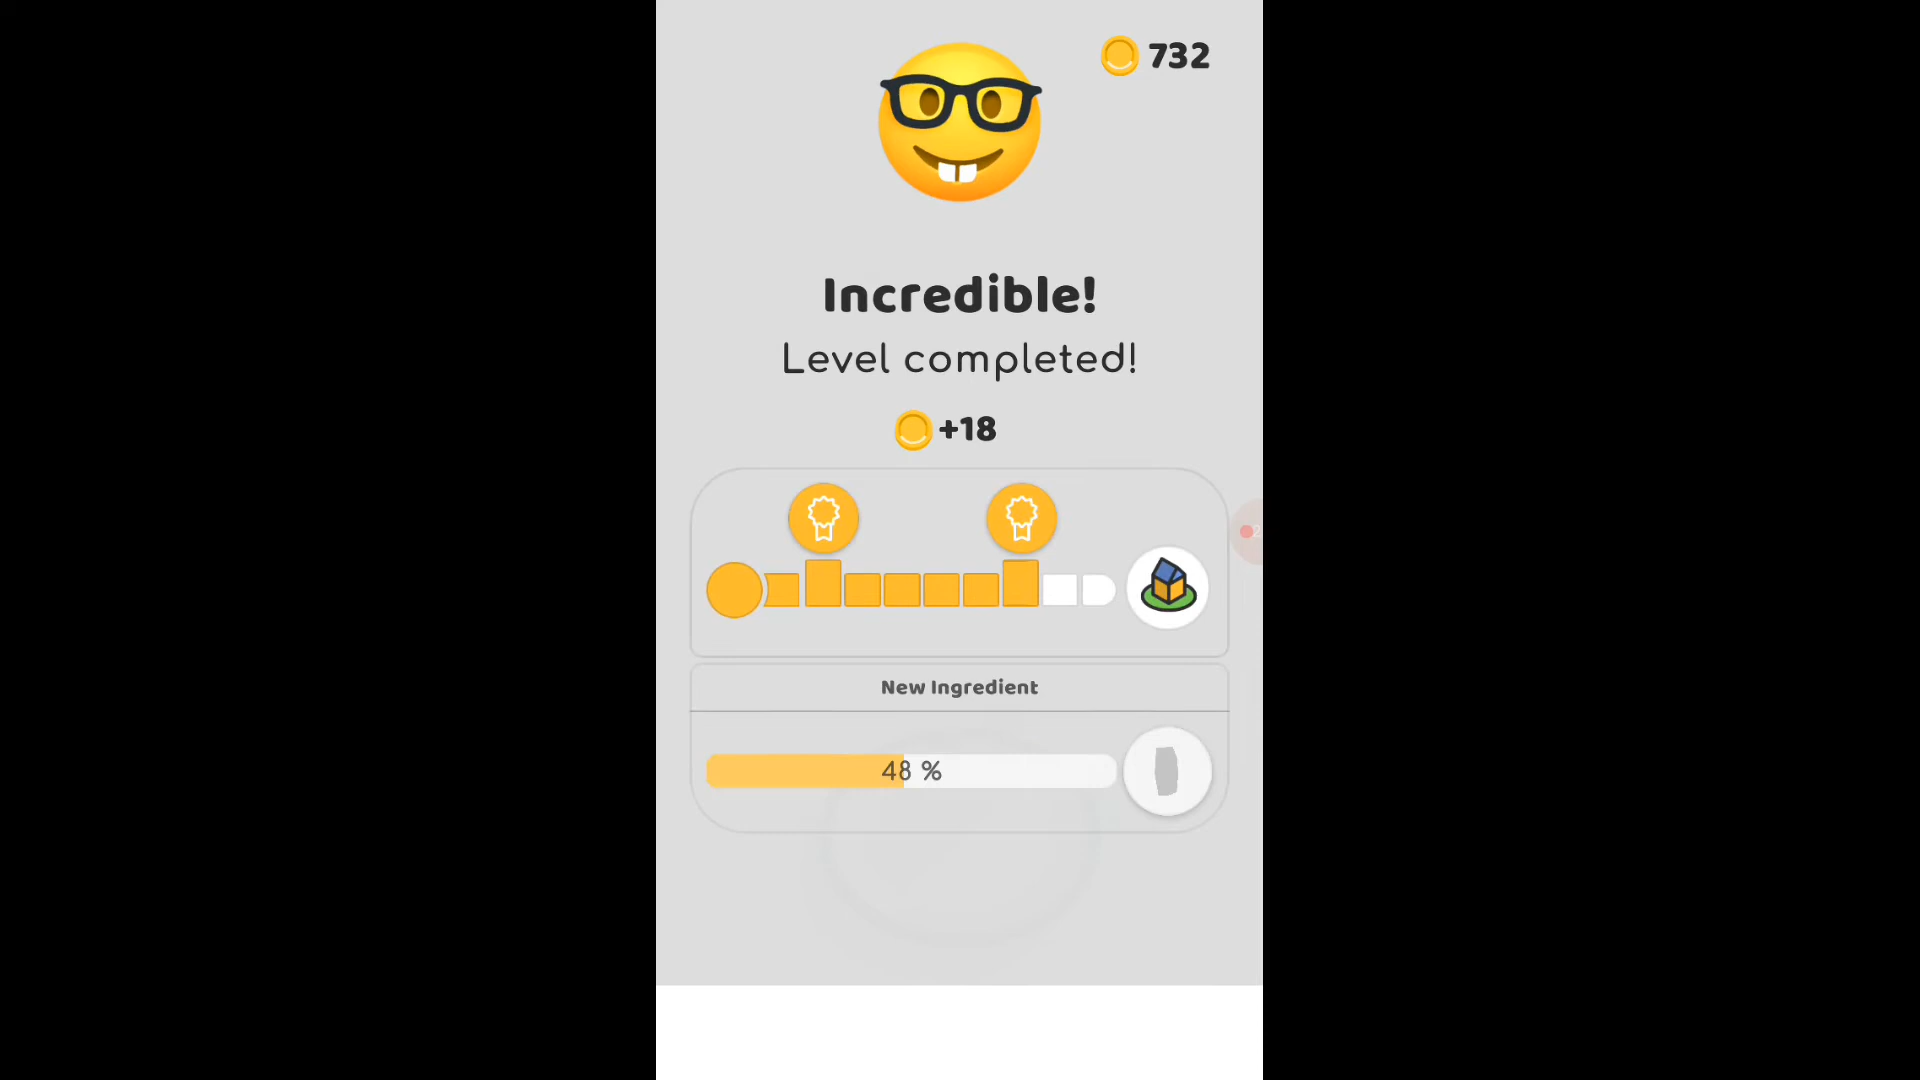 732
Incredible!
Level completed!
+18
New Ingredient
48 %